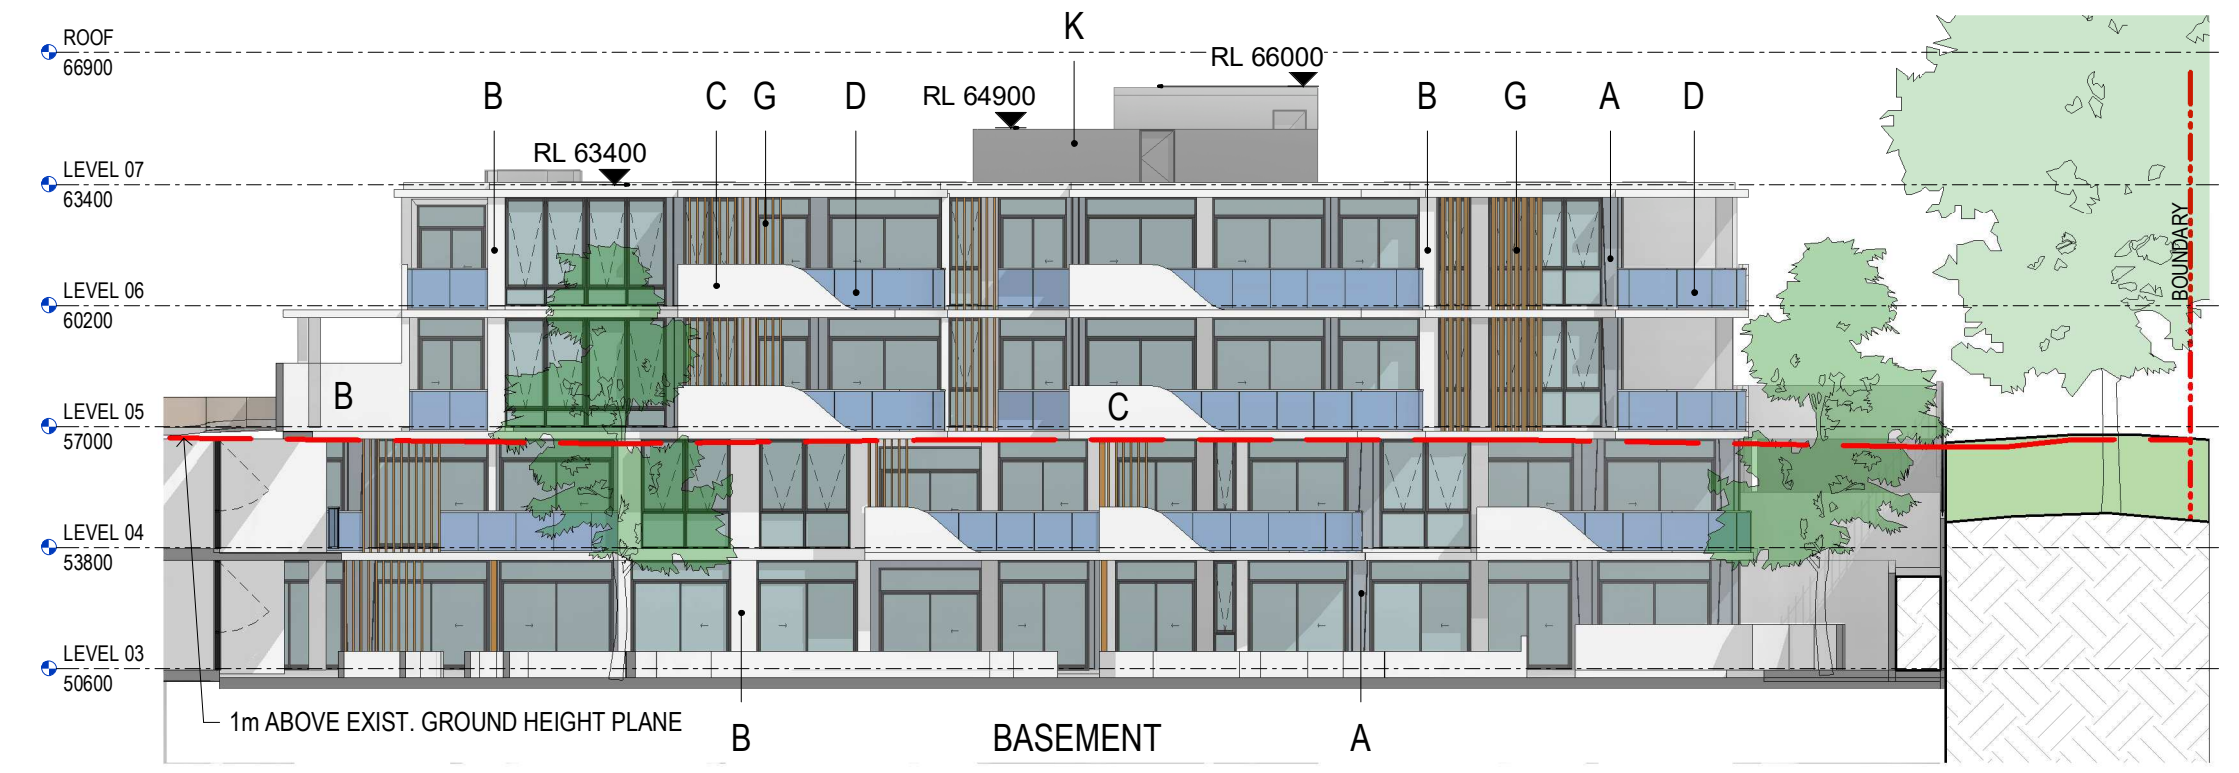 K
ROOF
66900
RL 66000
B
C
G
D
RL 64900
B
G
A
D
RL 63400
LEVEL 07
63400
BOUNDARY
LEVEL 06
60200
B
C
LEVEL 05
57000
LEVEL 04
53800
LEVEL 03
50600
1m ABOVE EXIST. GROUND HEIGHT PLANE
B
BASEMENT
A